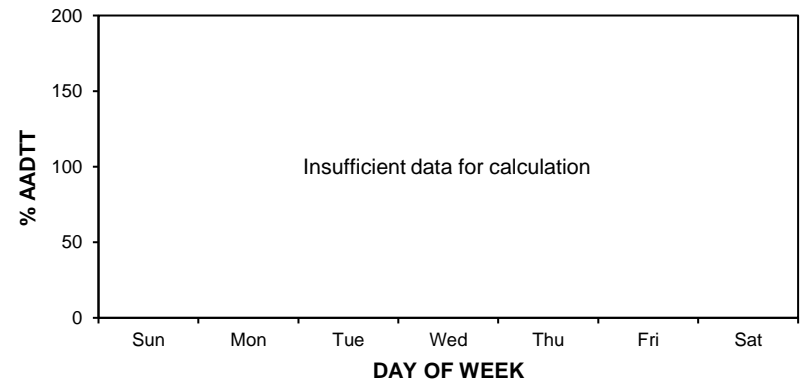 200
150
100
50
0
% AADTT
Insufficient data for calculation
Sun Mon Tue Wed Thu Fri Sat
DAY OF WEEK